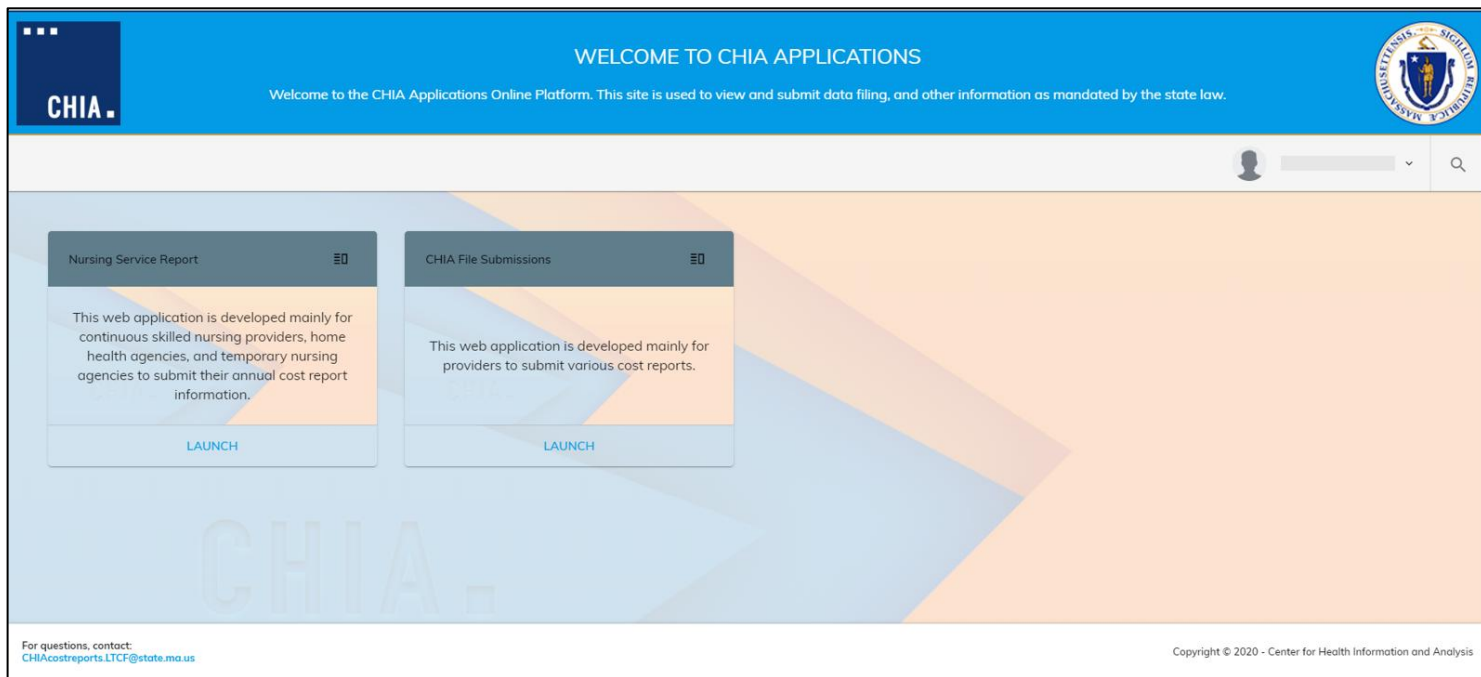 CHIA.
WELCOME TO CHIA APPLICATIONS
Welcome to the CHIA Applications Online Platform. This site is used to view and submit data filing, and other information as mandated by the state law.
SIGILLUM REIPUBLICÆ MASSACHUSETTENSIS.
Nursing Service Report
This web application is developed mainly for
continuous skilled nursing providers, home
health agencies, and temporary nursing
agencies to submit their annual cost report
information.
LAUNCH
CHIA File Submissions
This web application is developed mainly for
providers to submit various cost reports.
LAUNCH
CHIA.
For questions, contact:
CHIAcostreports.LTCF@state.ma.us
Copyright © 2020 - Center for Health Information and Analysis